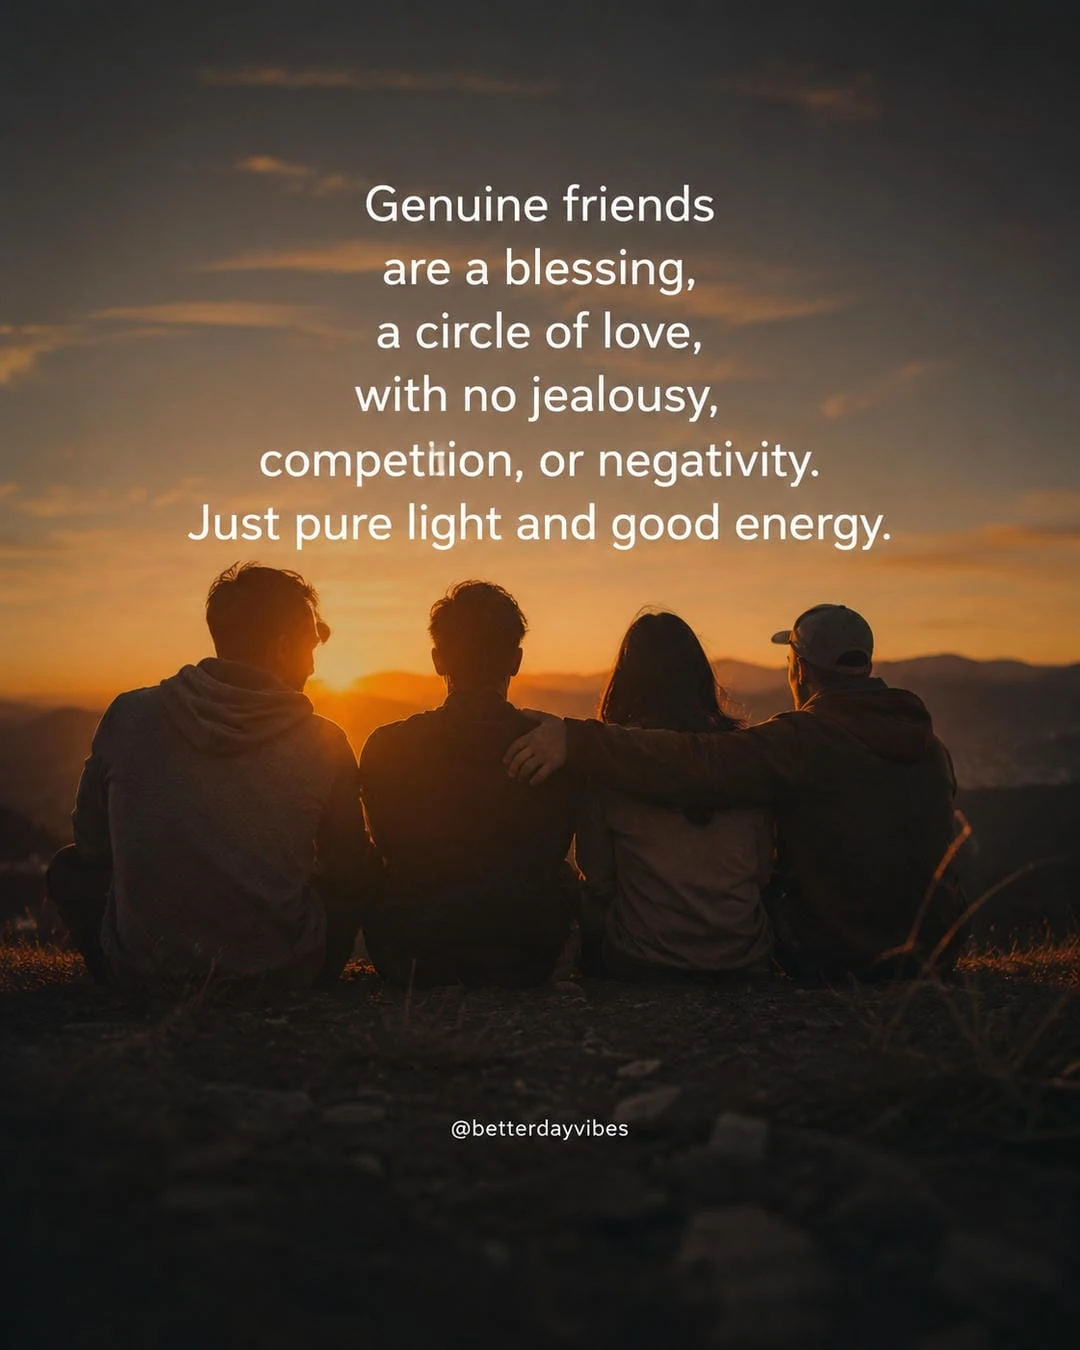 Genuine friends
are a blessing,
a circle of love,
with no jealousy,
competition, or negativity.
Just pure light and good energy.
@betterdayvibes